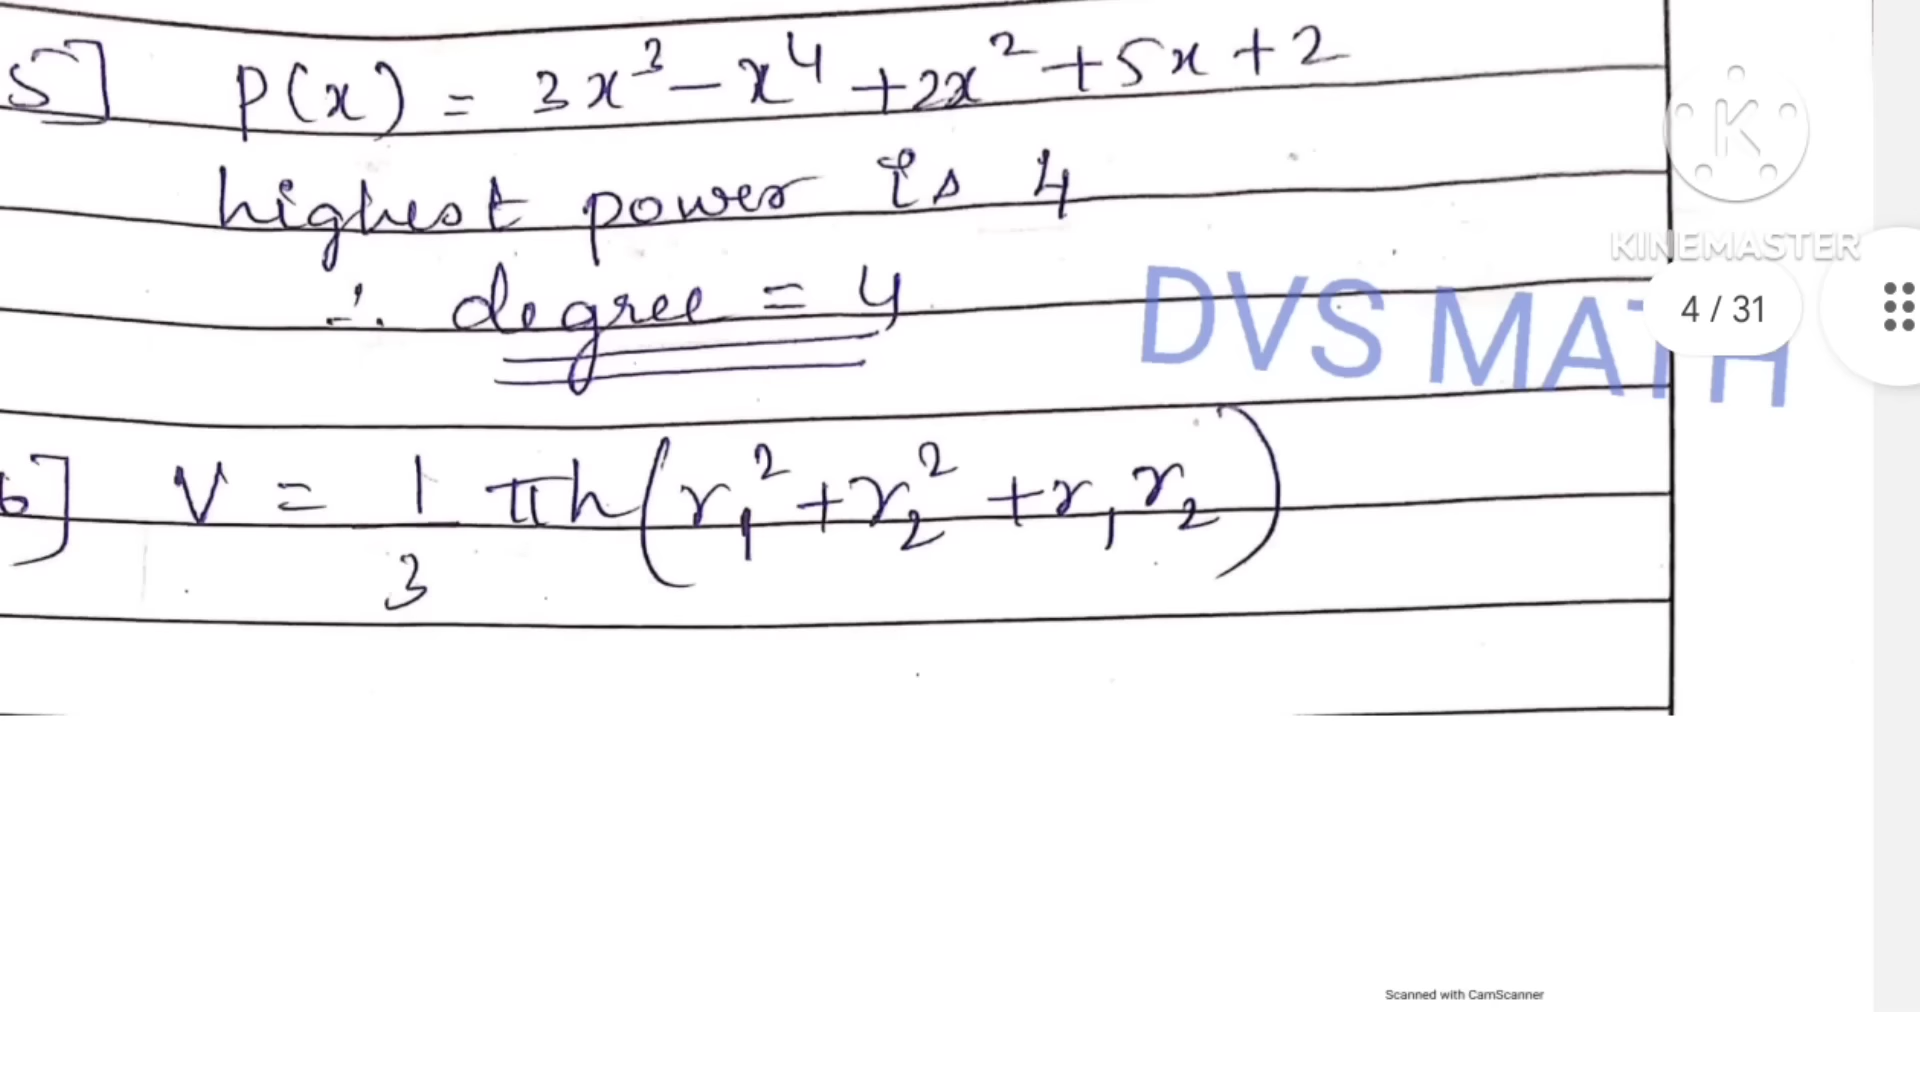 5] P(x) = 3x³ - x⁴ + 2x² + 5x + 2
highest power is 4
∴ degree = 4
DVS MATH
KINEMASTER
4 / 31
6] V = 1/3 πh(r₁² + r₂² + r₁r₂)
Scanned with CamScanner